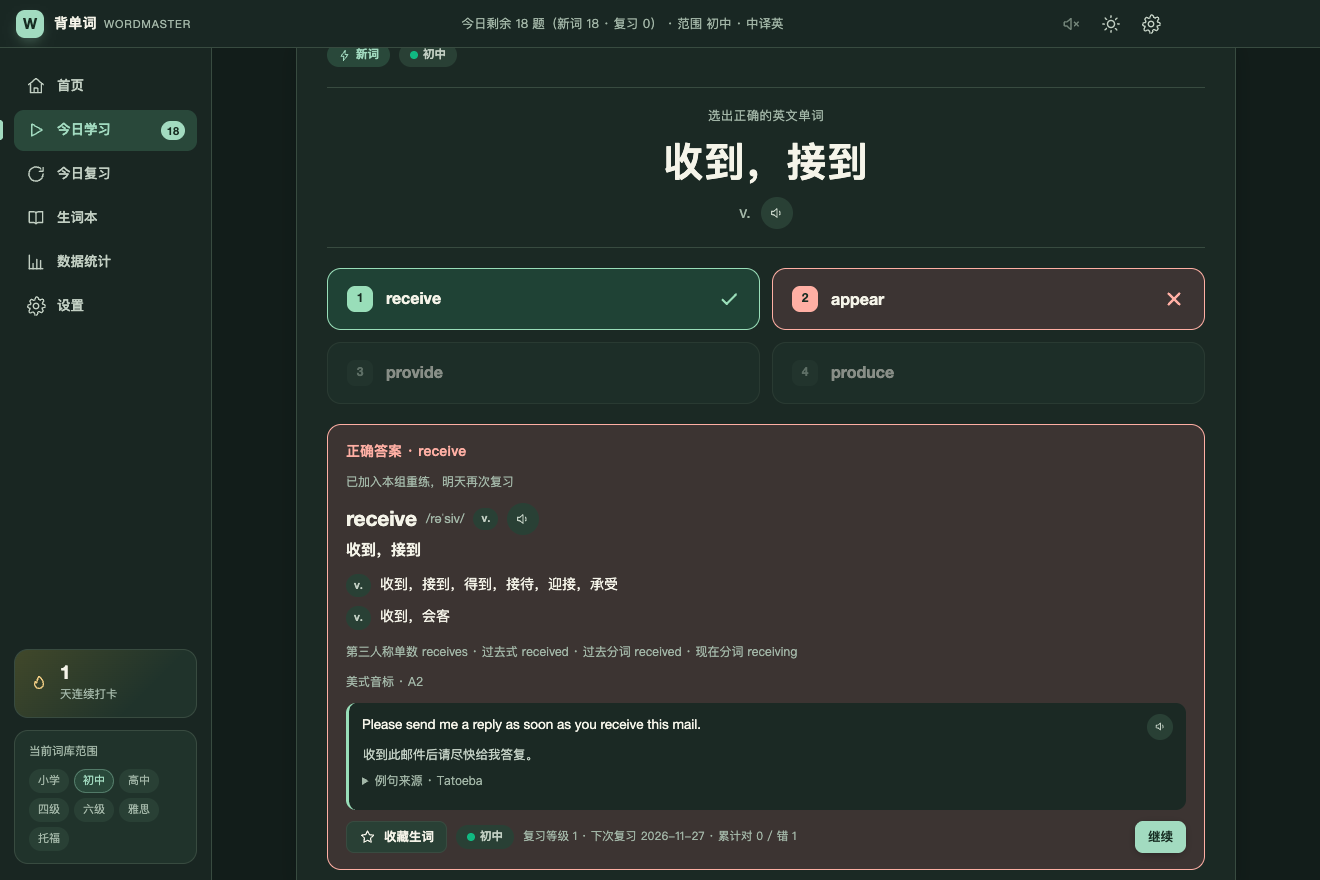 W 背单词 WORDMASTER
今日剩余 18 题（新词 18 · 复习 0） · 范围 初中 · 中译英
首页
今日学习 18
今日复习
生词本
数据统计
设置
1
天连续打卡
当前词库范围
小学 初中 高中
四级 六级 雅思
托福
新词 初中
选出正确的英文单词
收到，接到
v.
1 receive
2 appear
3 provide
4 produce
正确答案 · receive
已加入本组重练，明天再次复习
receive /rəˈsiv/ v.
收到，接到
v. 收到，接到，得到，接待，迎接，承受
v. 收到，会客
第三人称单数 receives · 过去式 received · 过去分词 received · 现在分词 receiving
美式音标 · A2
Please send me a reply as soon as you receive this mail.
收到此邮件后请尽快给我答复。
例句来源 · Tatoeba
收藏生词 初中 复习等级 1 · 下次复习 2026-11-27 · 累计对 0 / 错 1 继续